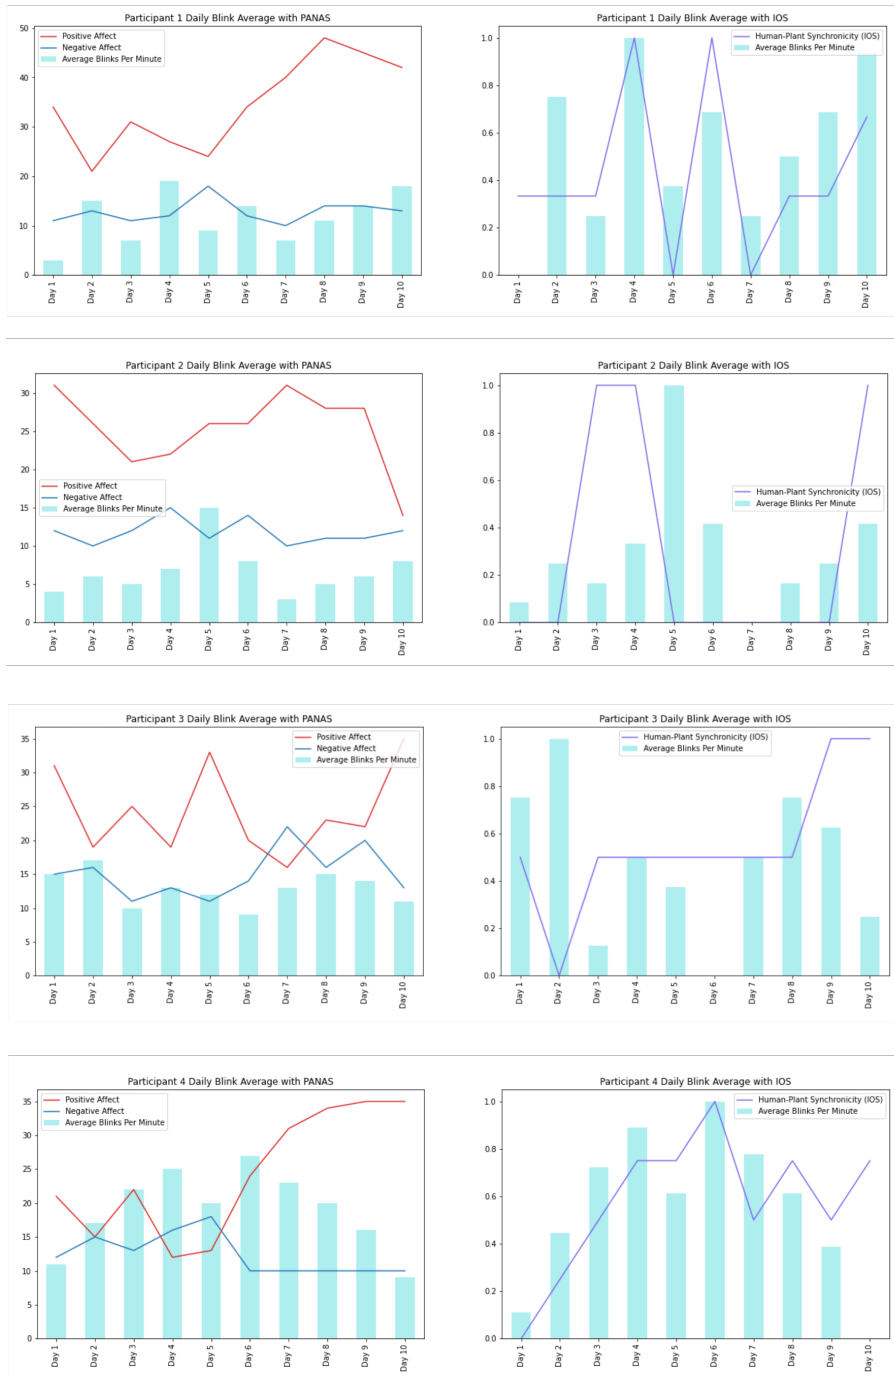 Participant 1 Daily Blink Average with PANAS
Positive Affect
Negative Affect
Average Blinks Per Minute
50
40
30
20
10
0
Day 1 Day 2 Day 3 Day 4 Day 5 Day 6 Day 7 Day 8 Day 9 Day 10
Participant 1 Daily Blink Average with IOS
Human-Plant Synchronicity (IOS)
Average Blinks Per Minute
1.0
0.8
0.6
0.4
0.2
0.0
Day 1 Day 2 Day 3 Day 4 Day 5 Day 6 Day 7 Day 8 Day 9 Day 10
Participant 2 Daily Blink Average with PANAS
30
25
20
Positive Affect
Negative Affect
Average Blinks Per Minute
15
10
5
0
Day 1 Day 2 Day 3 Day 4 Day 5 Day 6 Day 7 Day 8 Day 9 Day 10
Participant 2 Daily Blink Average with IOS
1.0
0.8
0.6
Human-Plant Synchronicity (IOS)
Average Blinks Per Minute
0.4
0.2
0.0
Day 1 Day 2 Day 3 Day 4 Day 5 Day 6 Day 7 Day 8 Day 9 Day 10
Participant 3 Daily Blink Average with PANAS
Positive Affect
Negative Affect
Average Blinks Per Minute
35
30
25
20
15
10
5
0
Day 1 Day 2 Day 3 Day 4 Day 5 Day 6 Day 7 Day 8 Day 9 Day 10
Participant 3 Daily Blink Average with IOS
Human-Plant Synchronicity (IOS)
Average Blinks Per Minute
1.0
0.8
0.6
0.4
0.2
0.0
Day 1 Day 2 Day 3 Day 4 Day 5 Day 6 Day 7 Day 8 Day 9 Day 10
Participant 4 Daily Blink Average with PANAS
Positive Affect
Negative Affect
Average Blinks Per Minute
35
30
25
20
15
10
5
0
Day 1 Day 2 Day 3 Day 4 Day 5 Day 6 Day 7 Day 8 Day 9 Day 10
Participant 4 Daily Blink Average with IOS
Human-Plant Synchronicity (IOS)
Average Blinks Per Minute
1.0
0.8
0.6
0.4
0.2
0.0
Day 1 Day 2 Day 3 Day 4 Day 5 Day 6 Day 7 Day 8 Day 9 Day 10